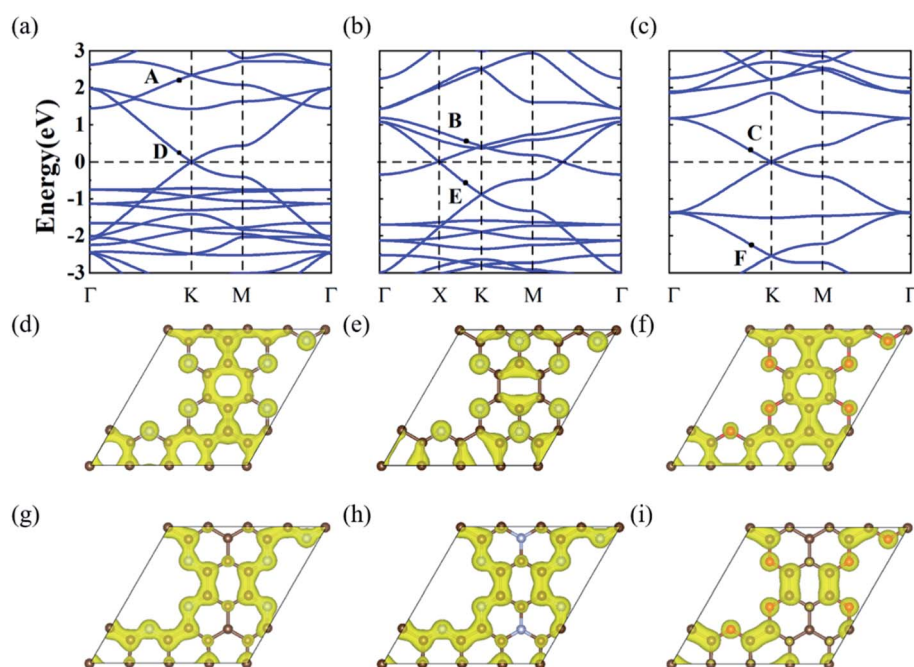 (a) (b) (c)
Energy(eV)
3 2 1 0 -1 -2 -3
A B C
D E F
Γ K M Γ Γ X K M Γ Γ K M Γ
(d) (e) (f)
(g) (h) (i)